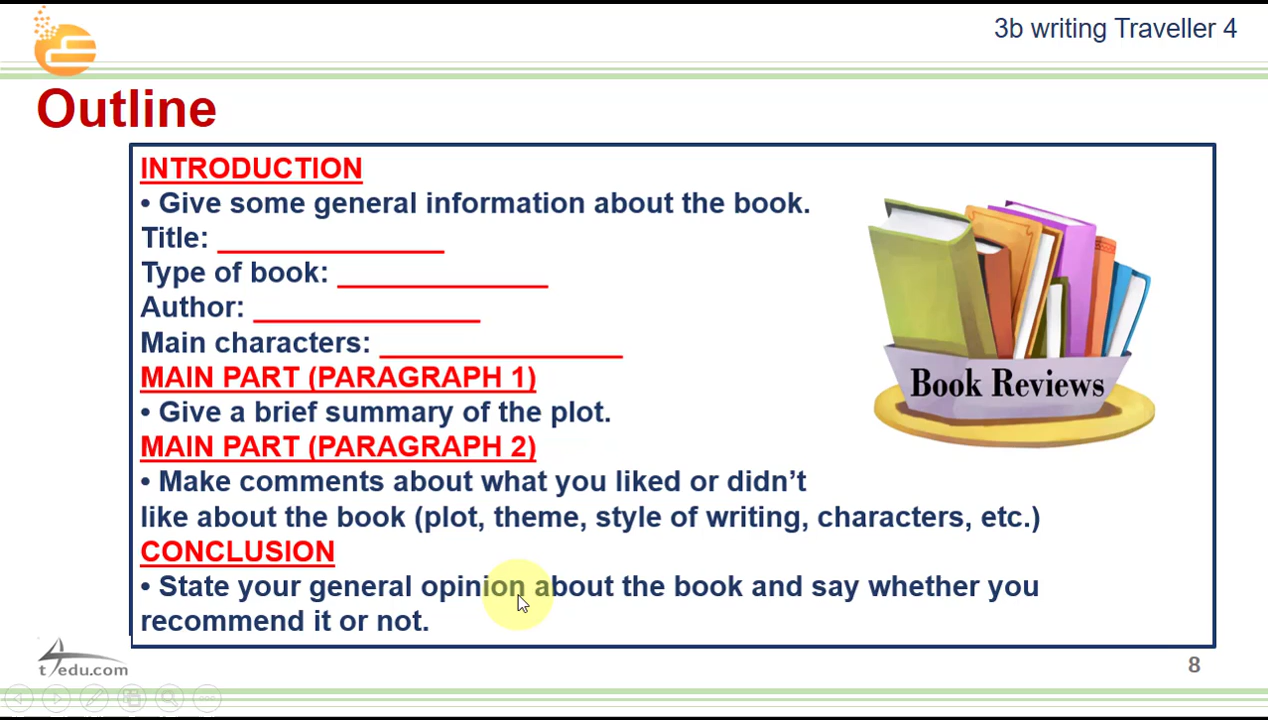 3b writing Traveller 4
Outline
INTRODUCTION
• Give some general information about the book.
Title: ______________
Type of book: _____________
Author: ______________
Main characters: _______________
MAIN PART (PARAGRAPH 1)
• Give a brief summary of the plot.
MAIN PART (PARAGRAPH 2)
• Make comments about what you liked or didn’t
like about the book (plot, theme, style of writing, characters, etc.)
CONCLUSION
• State your general opinion about the book and say whether you
recommend it or not.
Book Reviews
t4edu.com
8